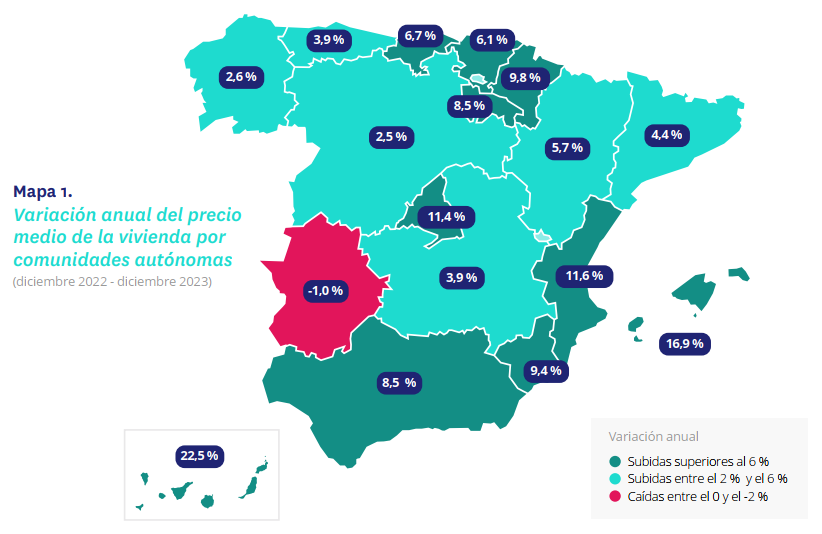 3,9 %
6,7 %
6,1 %
2,6 %
9,8 %
8,5 %
2,5 %
5,7 %
4,4 %
Mapa 1.
Variación anual del precio
medio de la vivienda por
comunidades autónomas
(diciembre 2022 - diciembre 2023)
11,4 %
-1,0 %
3,9 %
11,6 %
16,9 %
9,4 %
8,5 %
22,5 %
Variación anual
Subidas superiores al 6 %
Subidas entre el 2 % y el 6 %
Caídas entre el 0 y el -2 %